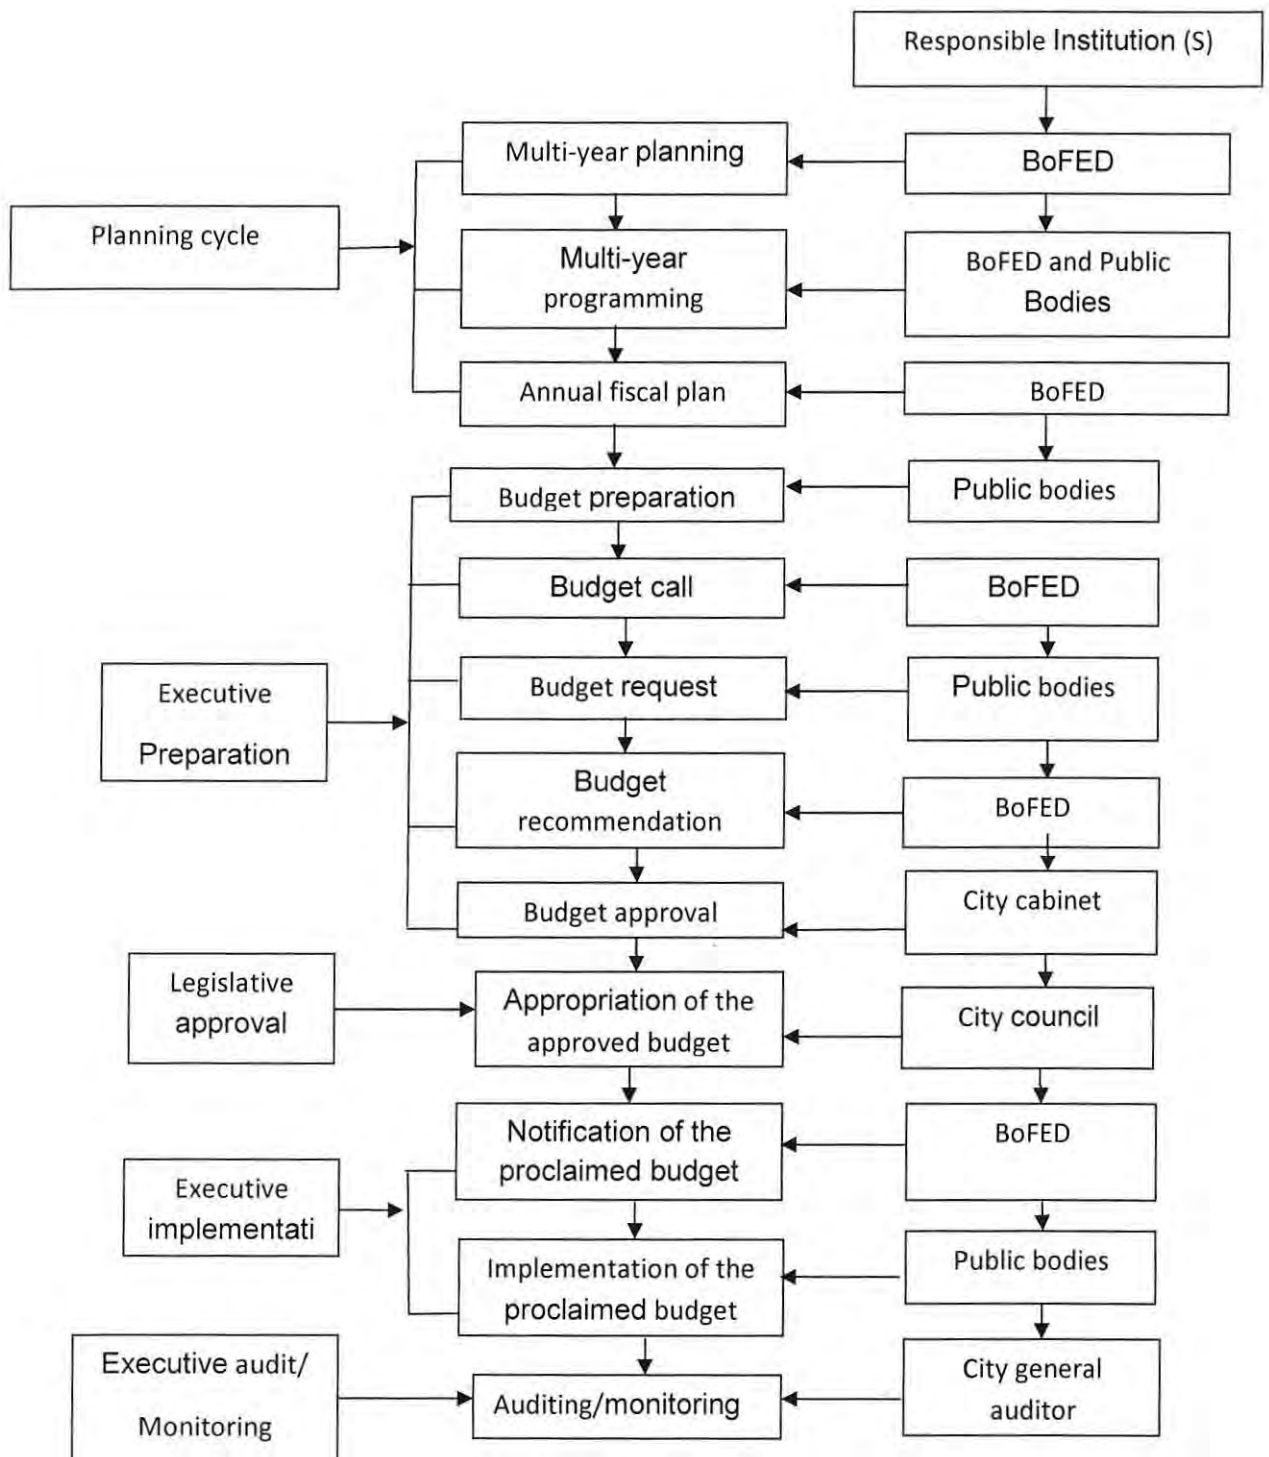 Responsible Institution (S)
Multi-year planning
BoFED
Planning cycle
Multi-year
programming
BoFED and Public
Bodies
Annual fiscal plan
BoFED
Budget preparation
Public bodies
Budget call
BoFED
Executive
Preparation
Budget request
Public bodies
Budget
recommendation
BoFED
Budget approval
City cabinet
Legislative
approval
Appropriation of the
approved budget
City council
Notification of the
proclaimed budget
BoFED
Executive
implementati
Implementation of the
proclaimed budget
Public bodies
Executive audit/
Monitoring
Auditing/monitoring
City general
auditor